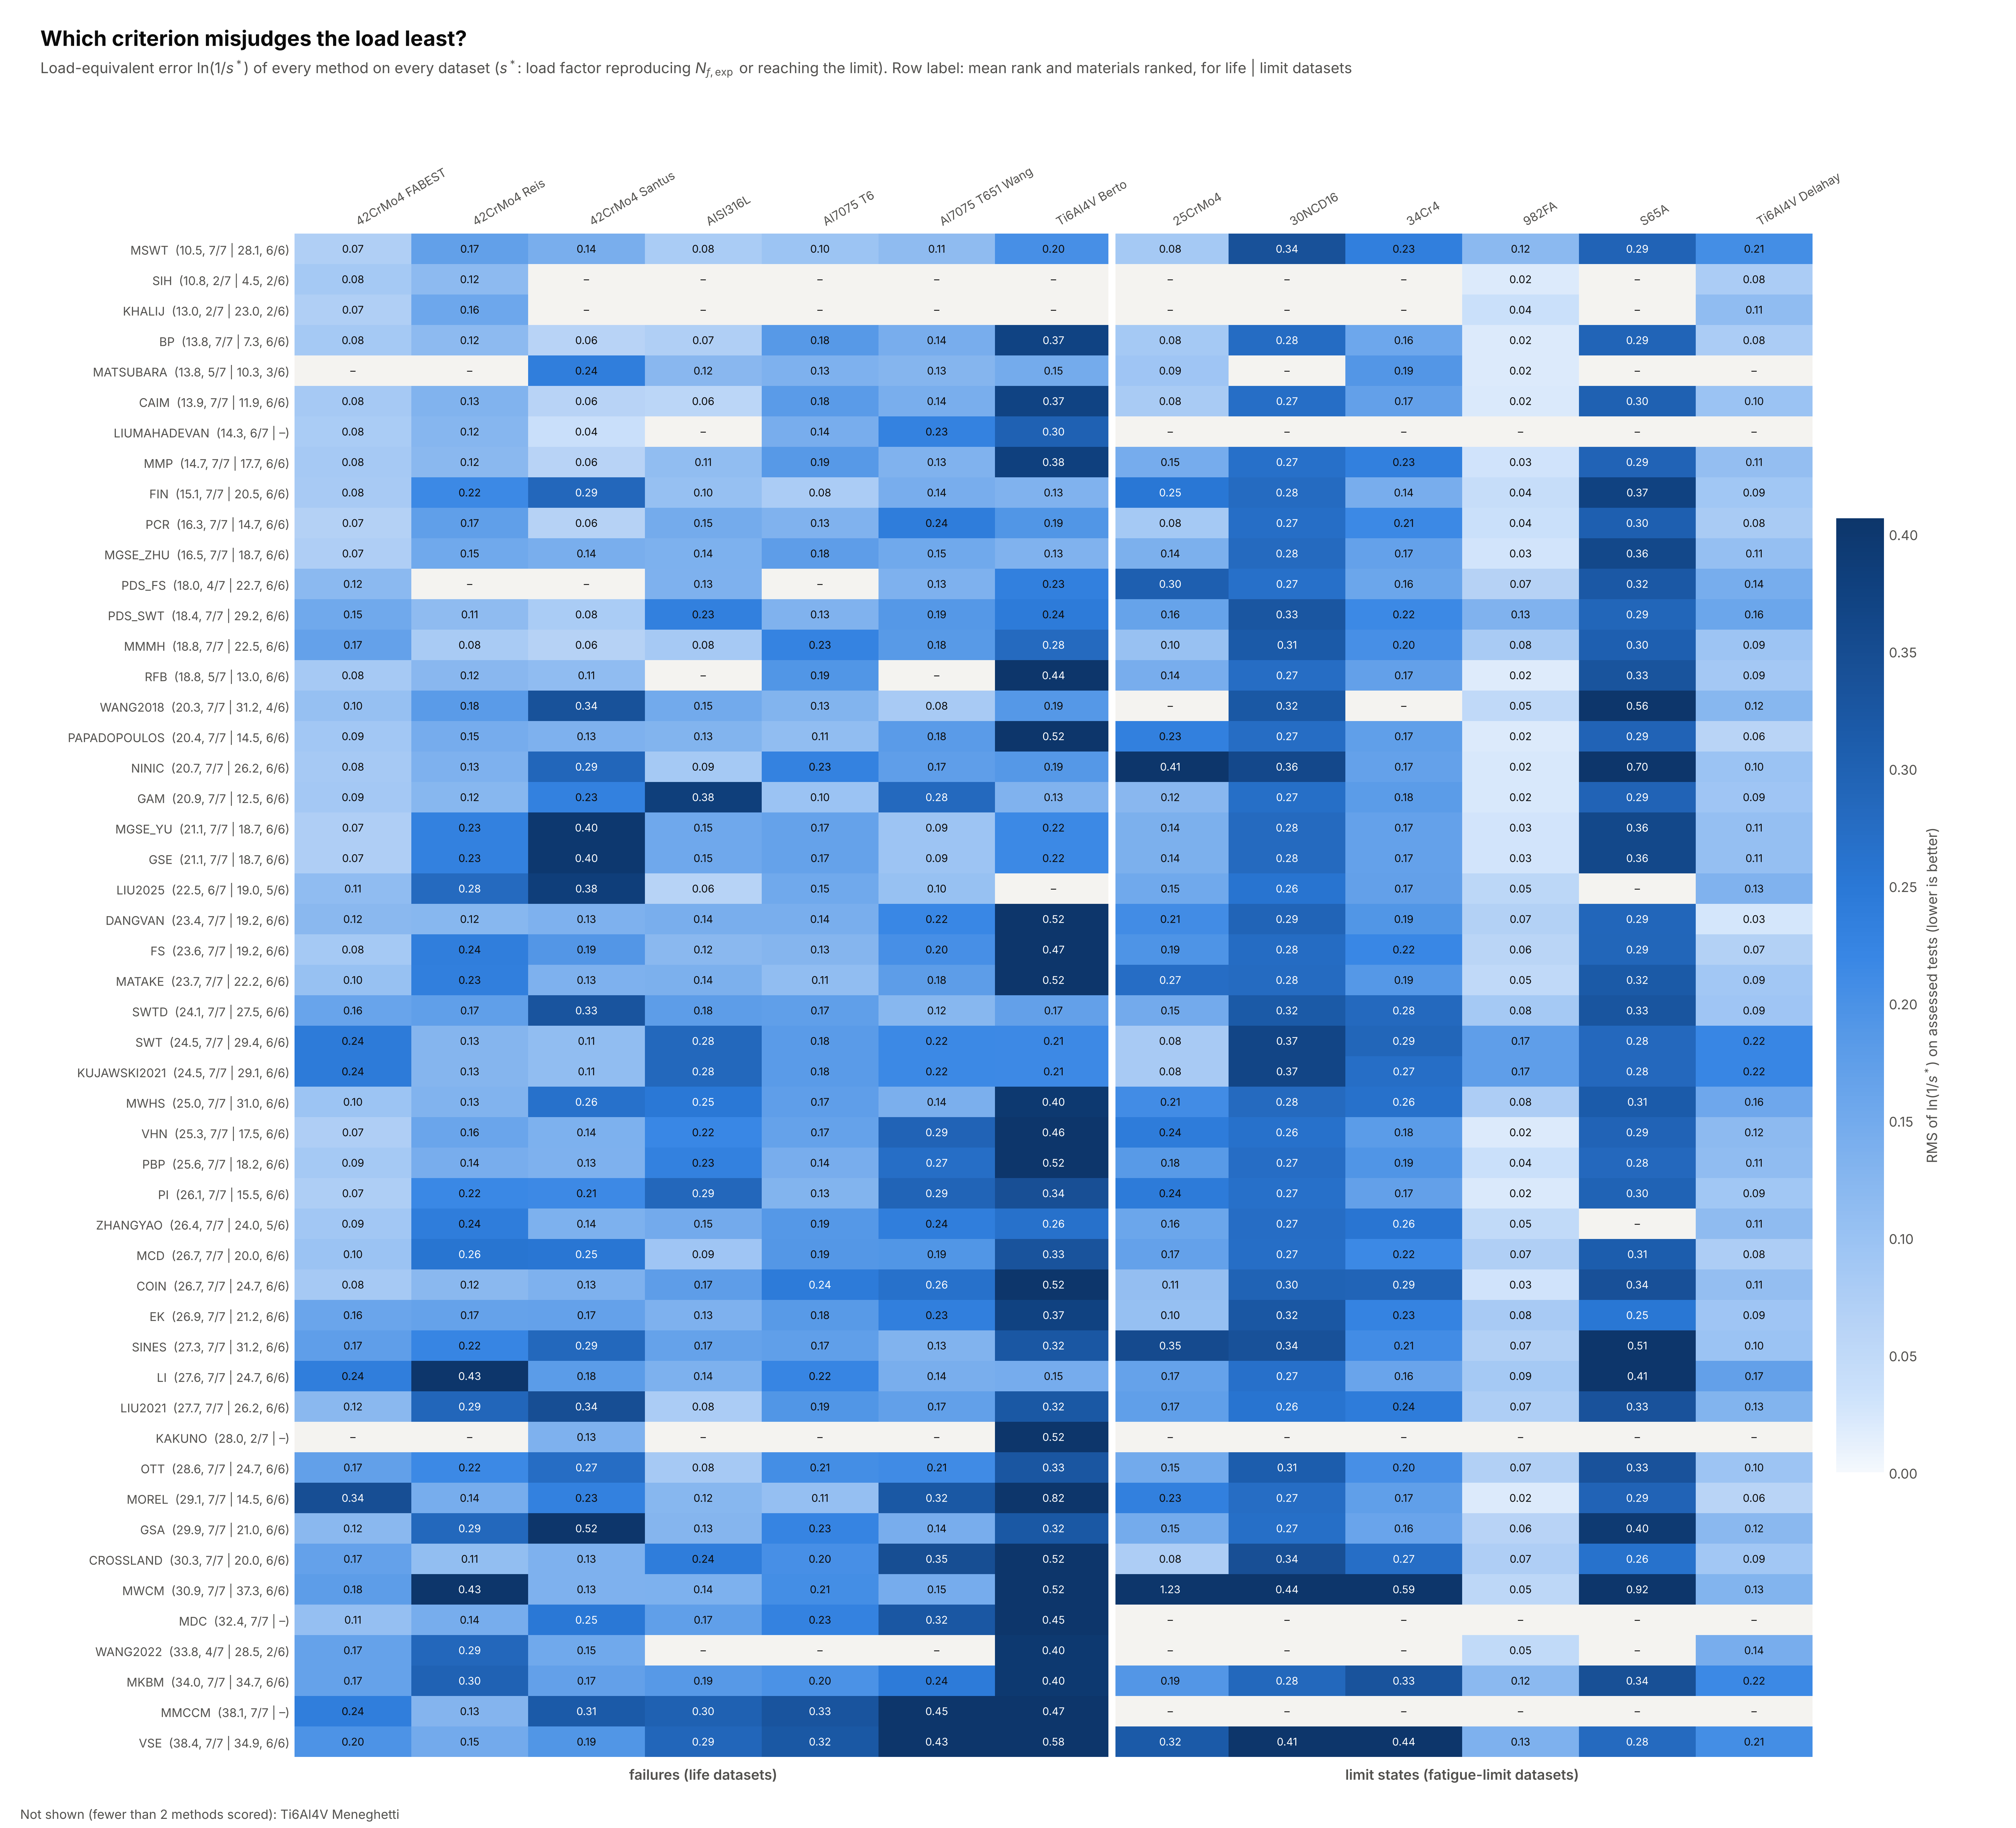 Which criterion misjudges the load least?
Load-equivalent error ln(1/s*) of every method on every dataset (s*: load factor reproducing N_f,exp or reaching the limit). Row label: mean rank and materials ranked, for life | limit datasets
42CrMo4 FABEST 42CrMo4 Reis 42CrMo4 Santus AISI316L Al7075 T6 Al7075 T651 Wang Ti6Al4V Berto 25CrMo4 30NCD16 34Cr4 982FA S65A Ti6Al4V Delahay
MSWT (10.5, 7/7 | 28.1, 6/6) 0.07 0.17 0.14 0.08 0.10 0.11 0.20 0.08 0.34 0.23 0.12 0.29 0.21
SIH (10.8, 2/7 | 4.5, 2/6) 0.08 0.12 – – – – – – – – 0.02 – 0.08
KHALIJ (13.0, 2/7 | 23.0, 2/6) 0.07 0.16 – – – – – – – – 0.04 – 0.11
BP (13.8, 7/7 | 7.3, 6/6) 0.08 0.12 0.06 0.07 0.18 0.14 0.37 0.08 0.28 0.16 0.02 0.29 0.08
MATSUBARA (13.8, 5/7 | 10.3, 3/6) – – 0.24 0.12 0.13 0.13 0.15 0.09 – 0.19 0.02 – –
CAIM (13.9, 7/7 | 11.9, 6/6) 0.08 0.13 0.06 0.06 0.18 0.14 0.37 0.08 0.27 0.17 0.02 0.30 0.10
LIUMAHADEVAN (14.3, 6/7 | –) 0.08 0.12 0.04 – 0.14 0.23 0.30 – – – – – –
MMP (14.7, 7/7 | 17.7, 6/6) 0.08 0.12 0.06 0.11 0.19 0.13 0.38 0.15 0.27 0.23 0.03 0.29 0.11
FIN (15.1, 7/7 | 20.5, 6/6) 0.08 0.22 0.29 0.10 0.08 0.14 0.13 0.25 0.28 0.14 0.04 0.37 0.09
PCR (16.3, 7/7 | 14.7, 6/6) 0.07 0.17 0.06 0.15 0.13 0.24 0.19 0.08 0.27 0.21 0.04 0.30 0.08
MGSE_ZHU (16.5, 7/7 | 18.7, 6/6) 0.07 0.15 0.14 0.14 0.18 0.15 0.13 0.14 0.28 0.17 0.03 0.36 0.11
PDS_FS (18.0, 4/7 | 22.7, 6/6) 0.12 – – 0.13 – 0.13 0.23 0.30 0.27 0.16 0.07 0.32 0.14
PDS_SWT (18.4, 7/7 | 29.2, 6/6) 0.15 0.11 0.08 0.23 0.13 0.19 0.24 0.16 0.33 0.22 0.13 0.29 0.16
MMMH (18.8, 7/7 | 22.5, 6/6) 0.17 0.08 0.06 0.08 0.23 0.18 0.28 0.10 0.31 0.20 0.08 0.30 0.09
RFB (18.8, 5/7 | 13.0, 6/6) 0.08 0.12 0.11 – 0.19 – 0.44 0.14 0.27 0.17 0.02 0.33 0.09
WANG2018 (20.3, 7/7 | 31.2, 4/6) 0.10 0.18 0.34 0.15 0.13 0.08 0.19 – 0.32 – 0.05 0.56 0.12
PAPADOPOULOS (20.4, 7/7 | 14.5, 6/6) 0.09 0.15 0.13 0.13 0.11 0.18 0.52 0.23 0.27 0.17 0.02 0.29 0.06
NINIC (20.7, 7/7 | 26.2, 6/6) 0.08 0.13 0.29 0.09 0.23 0.17 0.19 0.41 0.36 0.17 0.02 0.70 0.10
GAM (20.9, 7/7 | 12.5, 6/6) 0.09 0.12 0.23 0.38 0.10 0.28 0.13 0.12 0.27 0.18 0.02 0.29 0.09
MGSE_YU (21.1, 7/7 | 18.7, 6/6) 0.07 0.23 0.40 0.15 0.17 0.09 0.22 0.14 0.28 0.17 0.03 0.36 0.11
GSE (21.1, 7/7 | 18.7, 6/6) 0.07 0.23 0.40 0.15 0.17 0.09 0.22 0.14 0.28 0.17 0.03 0.36 0.11
LIU2025 (22.5, 6/7 | 19.0, 5/6) 0.11 0.28 0.38 0.06 0.15 0.10 – 0.15 0.26 0.17 0.05 – 0.13
DANGVAN (23.4, 7/7 | 19.2, 6/6) 0.12 0.12 0.13 0.14 0.14 0.22 0.52 0.21 0.29 0.19 0.07 0.29 0.03
FS (23.6, 7/7 | 19.2, 6/6) 0.08 0.24 0.19 0.12 0.13 0.20 0.47 0.19 0.28 0.22 0.06 0.29 0.07
MATAKE (23.7, 7/7 | 22.2, 6/6) 0.10 0.23 0.13 0.14 0.11 0.18 0.52 0.27 0.28 0.19 0.05 0.32 0.09
SWTD (24.1, 7/7 | 27.5, 6/6) 0.16 0.17 0.33 0.18 0.17 0.12 0.17 0.15 0.32 0.28 0.08 0.33 0.09
SWT (24.5, 7/7 | 29.4, 6/6) 0.24 0.13 0.11 0.28 0.18 0.22 0.21 0.08 0.37 0.29 0.17 0.28 0.22
KUJAWSKI2021 (24.5, 7/7 | 29.1, 6/6) 0.24 0.13 0.11 0.28 0.18 0.22 0.21 0.08 0.37 0.27 0.17 0.28 0.22
MWHS (25.0, 7/7 | 31.0, 6/6) 0.10 0.13 0.26 0.25 0.17 0.14 0.40 0.21 0.28 0.26 0.08 0.31 0.16
VHN (25.3, 7/7 | 17.5, 6/6) 0.07 0.16 0.14 0.22 0.17 0.29 0.46 0.24 0.26 0.18 0.02 0.29 0.12
PBP (25.6, 7/7 | 18.2, 6/6) 0.09 0.14 0.13 0.23 0.14 0.27 0.52 0.18 0.27 0.19 0.04 0.28 0.11
PI (26.1, 7/7 | 15.5, 6/6) 0.07 0.22 0.21 0.29 0.13 0.29 0.34 0.24 0.27 0.17 0.02 0.30 0.09
ZHANGYAO (26.4, 7/7 | 24.0, 5/6) 0.09 0.24 0.14 0.15 0.19 0.24 0.26 0.16 0.27 0.26 0.05 – 0.11
MCD (26.7, 7/7 | 20.0, 6/6) 0.10 0.26 0.25 0.09 0.19 0.19 0.33 0.17 0.27 0.22 0.07 0.31 0.08
COIN (26.7, 7/7 | 24.7, 6/6) 0.08 0.12 0.13 0.17 0.24 0.26 0.52 0.11 0.30 0.29 0.03 0.34 0.11
EK (26.9, 7/7 | 21.2, 6/6) 0.16 0.17 0.17 0.13 0.18 0.23 0.37 0.10 0.32 0.23 0.08 0.25 0.09
SINES (27.3, 7/7 | 31.2, 6/6) 0.17 0.22 0.29 0.17 0.17 0.13 0.32 0.35 0.34 0.21 0.07 0.51 0.10
LI (27.6, 7/7 | 24.7, 6/6) 0.24 0.43 0.18 0.14 0.22 0.14 0.15 0.17 0.27 0.16 0.09 0.41 0.17
LIU2021 (27.7, 7/7 | 26.2, 6/6) 0.12 0.29 0.34 0.08 0.19 0.17 0.32 0.17 0.26 0.24 0.07 0.33 0.13
KAKUNO (28.0, 2/7 | –) – – 0.13 – – – 0.52 – – – – – –
OTT (28.6, 7/7 | 24.7, 6/6) 0.17 0.22 0.27 0.08 0.21 0.21 0.33 0.15 0.31 0.20 0.07 0.33 0.10
MOREL (29.1, 7/7 | 14.5, 6/6) 0.34 0.14 0.23 0.12 0.11 0.32 0.82 0.23 0.27 0.17 0.02 0.29 0.06
GSA (29.9, 7/7 | 21.0, 6/6) 0.12 0.29 0.52 0.13 0.23 0.14 0.32 0.15 0.27 0.16 0.06 0.40 0.12
CROSSLAND (30.3, 7/7 | 20.0, 6/6) 0.17 0.11 0.13 0.24 0.20 0.35 0.52 0.08 0.34 0.27 0.07 0.26 0.09
MWCM (30.9, 7/7 | 37.3, 6/6) 0.18 0.43 0.13 0.14 0.21 0.15 0.52 1.23 0.44 0.59 0.05 0.92 0.13
MDC (32.4, 7/7 | –) 0.11 0.14 0.25 0.17 0.23 0.32 0.45 – – – – – –
WANG2022 (33.8, 4/7 | 28.5, 2/6) 0.17 0.29 0.15 – – – 0.40 – – – 0.05 – 0.14
MKBM (34.0, 7/7 | 34.7, 6/6) 0.17 0.30 0.17 0.19 0.20 0.24 0.40 0.19 0.28 0.33 0.12 0.34 0.22
MMCCM (38.1, 7/7 | –) 0.24 0.13 0.31 0.30 0.33 0.45 0.47 – – – – – –
VSE (38.4, 7/7 | 34.9, 6/6) 0.20 0.15 0.19 0.29 0.32 0.43 0.58 0.32 0.41 0.44 0.13 0.28 0.21
failures (life datasets) limit states (fatigue-limit datasets)
0.40
0.35
0.30
0.25
0.20
0.15
0.10
0.05
0.00
RMS of ln(1/s*) on assessed tests (lower is better)
Not shown (fewer than 2 methods scored): Ti6Al4V Meneghetti